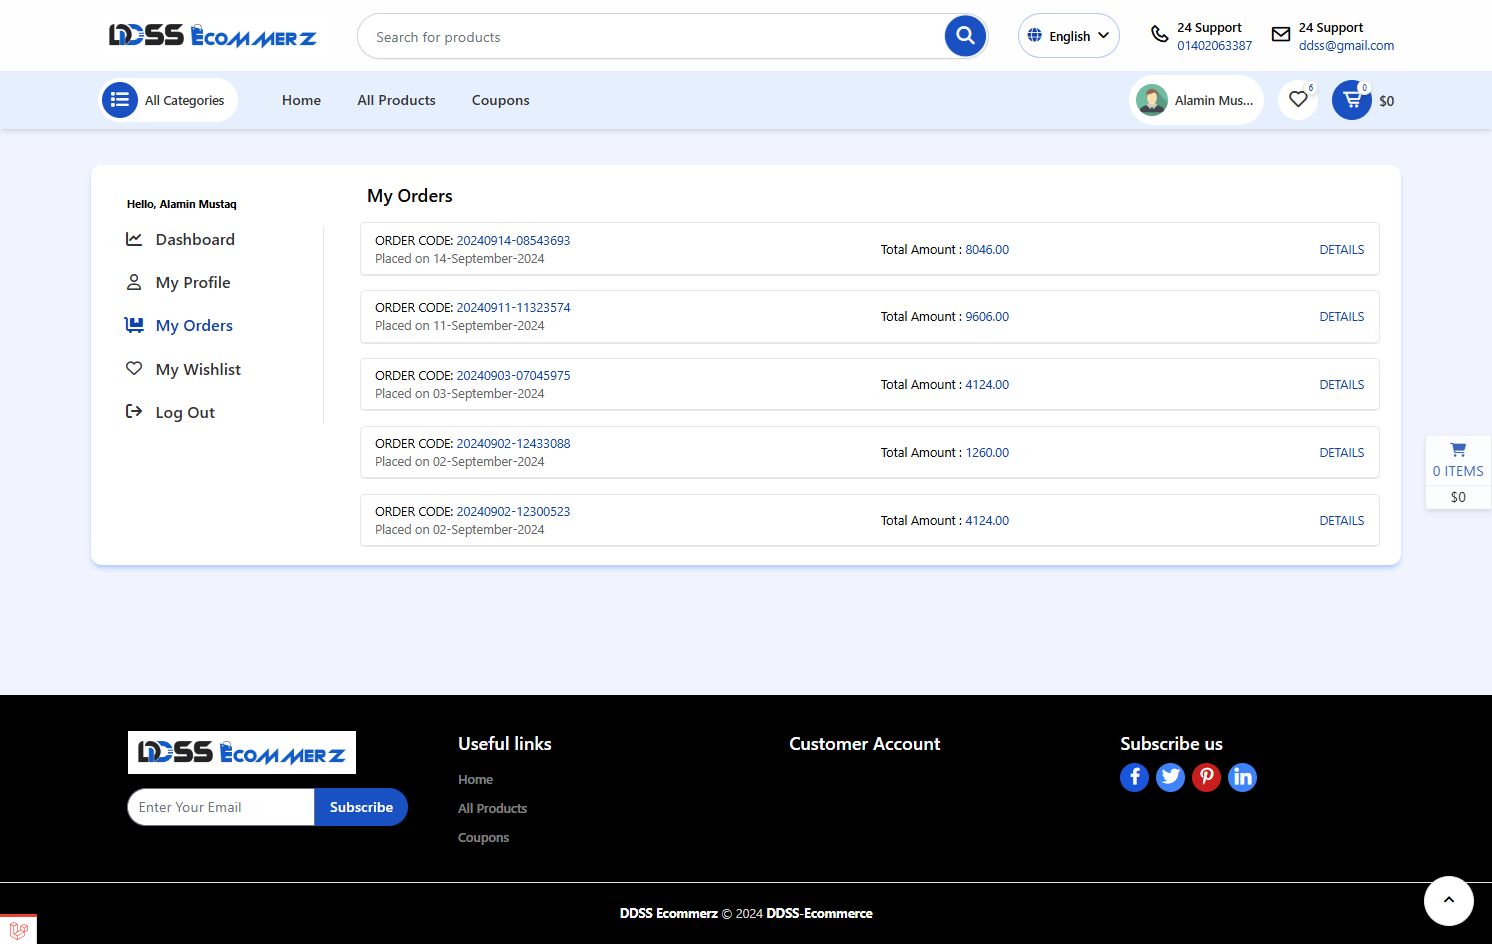 DDSS ECOMMERZ
Search for products
English
24 Support
01402063387
24 Support
ddss@gmail.com
All Categories
Home
All Products
Coupons
Alamin Mus...
6
0
$0
Hello, Alamin Mustaq
Dashboard
My Profile
My Orders
My Wishlist
Log Out
My Orders
ORDER CODE: 20240914-08543693
Placed on 14-September-2024
Total Amount : 8046.00
DETAILS
ORDER CODE: 20240911-11323574
Placed on 11-September-2024
Total Amount : 9606.00
DETAILS
ORDER CODE: 20240903-07045975
Placed on 03-September-2024
Total Amount : 4124.00
DETAILS
ORDER CODE: 20240902-12433088
Placed on 02-September-2024
Total Amount : 1260.00
DETAILS
ORDER CODE: 20240902-12300523
Placed on 02-September-2024
Total Amount : 4124.00
DETAILS
0 ITEMS
$0
DDSS ECOMMERZ
Enter Your Email
Subscribe
Useful links
Home
All Products
Coupons
Customer Account
Subscribe us
DDSS Ecommerz © 2024 DDSS-Ecommerce